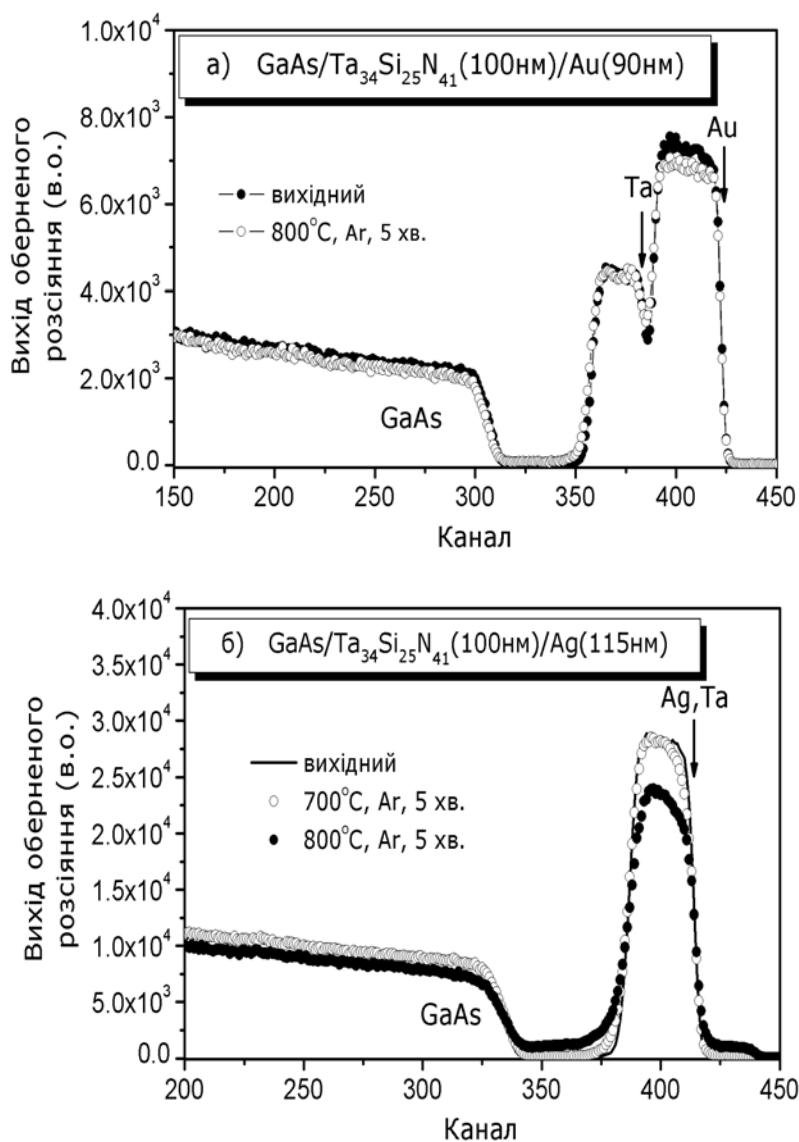 1.0x10⁴
а) GaAs/Ta₃₄Si₂₅N₄₁(100нм)/Au(90нм)
8.0x10³
Au
Ta
вихідний
6.0x10³
800°C, Ar, 5 хв.
4.0x10³
2.0x10³
GaAs
0.0
Вихід оберненого
розсіяння (в.о.)
150 200 250 300 350 400 450
Канал
4.0x10⁴
б) GaAs/Ta₃₄Si₂₅N₄₁(100нм)/Ag(115нм)
3.5x10⁴
Ag,Ta
3.0x10⁴
вихідний
2.5x10⁴
700°C, Ar, 5 хв.
2.0x10⁴
800°C, Ar, 5 хв.
1.5x10⁴
1.0x10⁴
5.0x10³
GaAs
0.0
Вихід оберненого
розсіяння (в.о.)
200 250 300 350 400 450
Канал